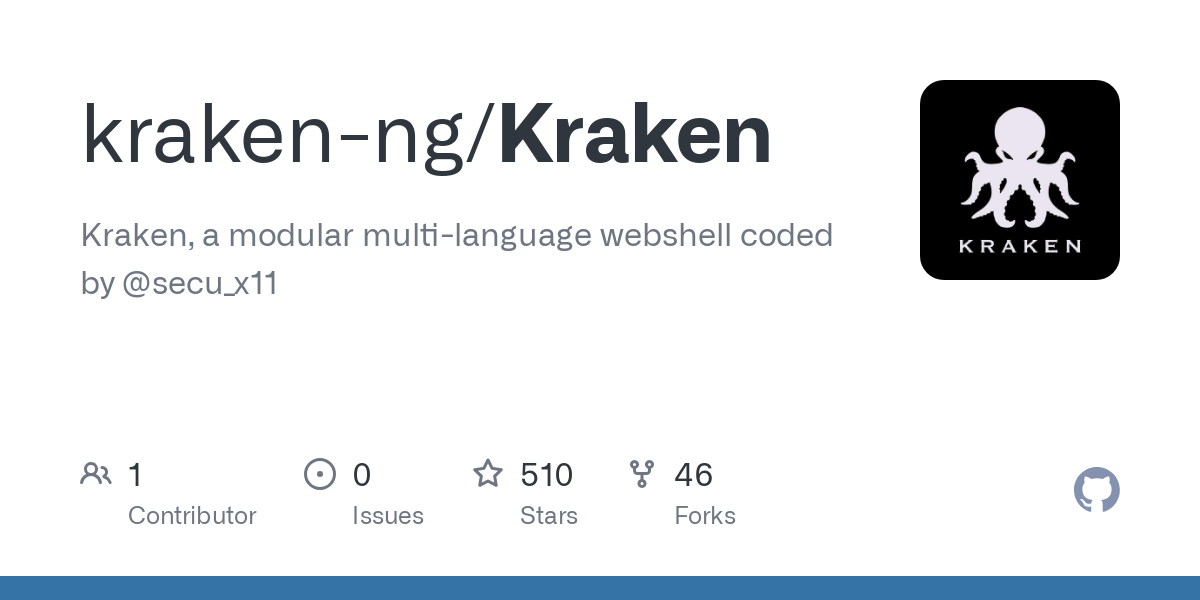 kraken-ng/Kraken
Kraken, a modular multi-language webshell coded
by @secu_x11
KRAKEN
1
Contributor
0
Issues
510
Stars
46
Forks